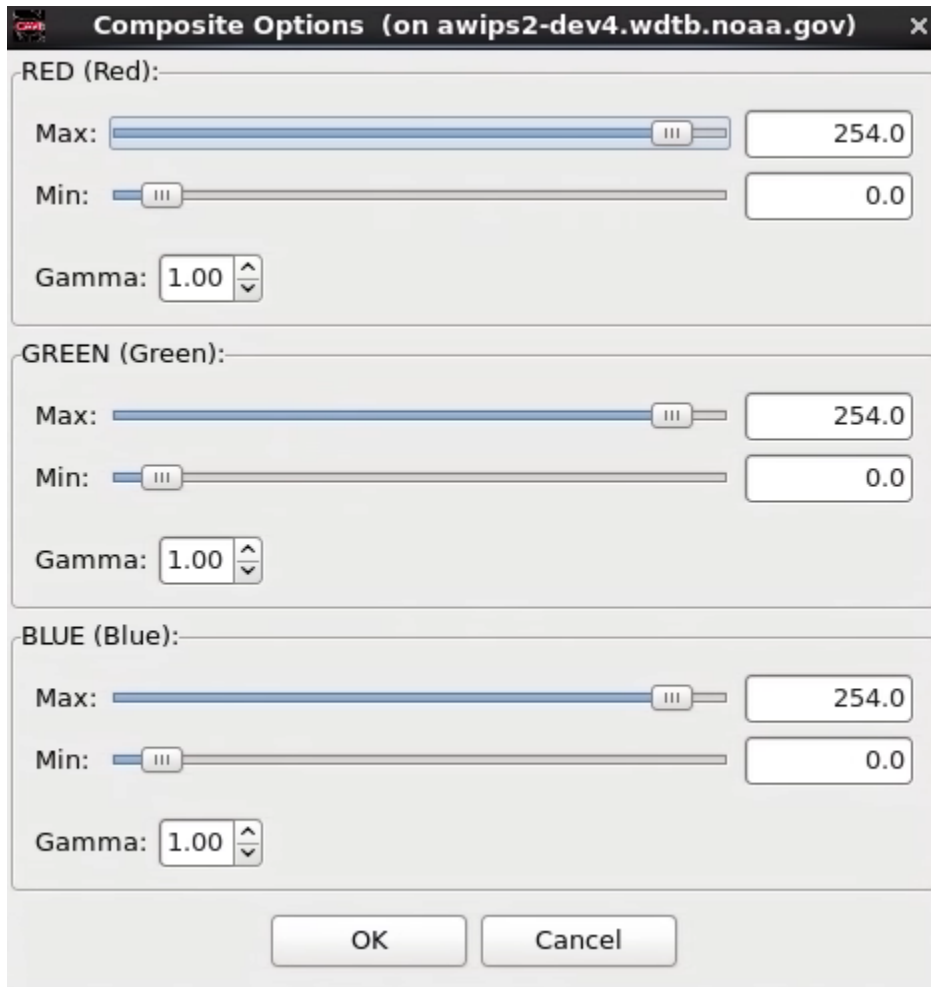 Composite Options (on awips2-dev4.wdtb.noaa.gov)
RED (Red):
Max: 254.0
Min: 0.0
Gamma: 1.00
GREEN (Green):
Max: 254.0
Min: 0.0
Gamma: 1.00
BLUE (Blue):
Max: 254.0
Min: 0.0
Gamma: 1.00
OK Cancel